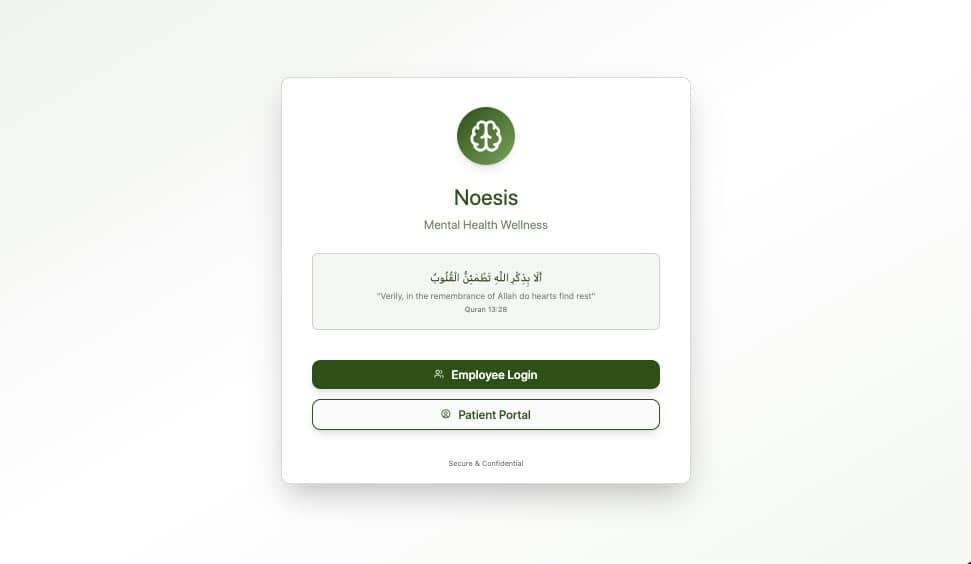 Noesis
Mental Health Wellness
أَلَا بِذِكْرِ اللَّهِ تَطْمَئِنُّ الْقُلُوبُ
"Verily, in the remembrance of Allah do hearts find rest"
Quran 13:28
Employee Login
Patient Portal
Secure & Confidential